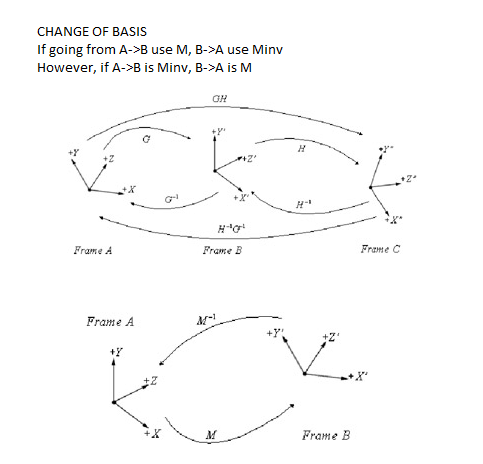 CHANGE OF BASIS
If going from A->B use M, B->A use Minv
However, if A->B is Minv, B->A is M
GH
G
H
+Y
+Z
+X
+Y'
+Z'
+X'
+Y"
+Z"
+X"
G⁻¹
H⁻¹
H⁻¹G⁻¹
Frame A
Frame B
Frame C
Frame A
M⁻¹
+Y
+Z
+X
+Y'
+Z'
+X'
M
Frame B